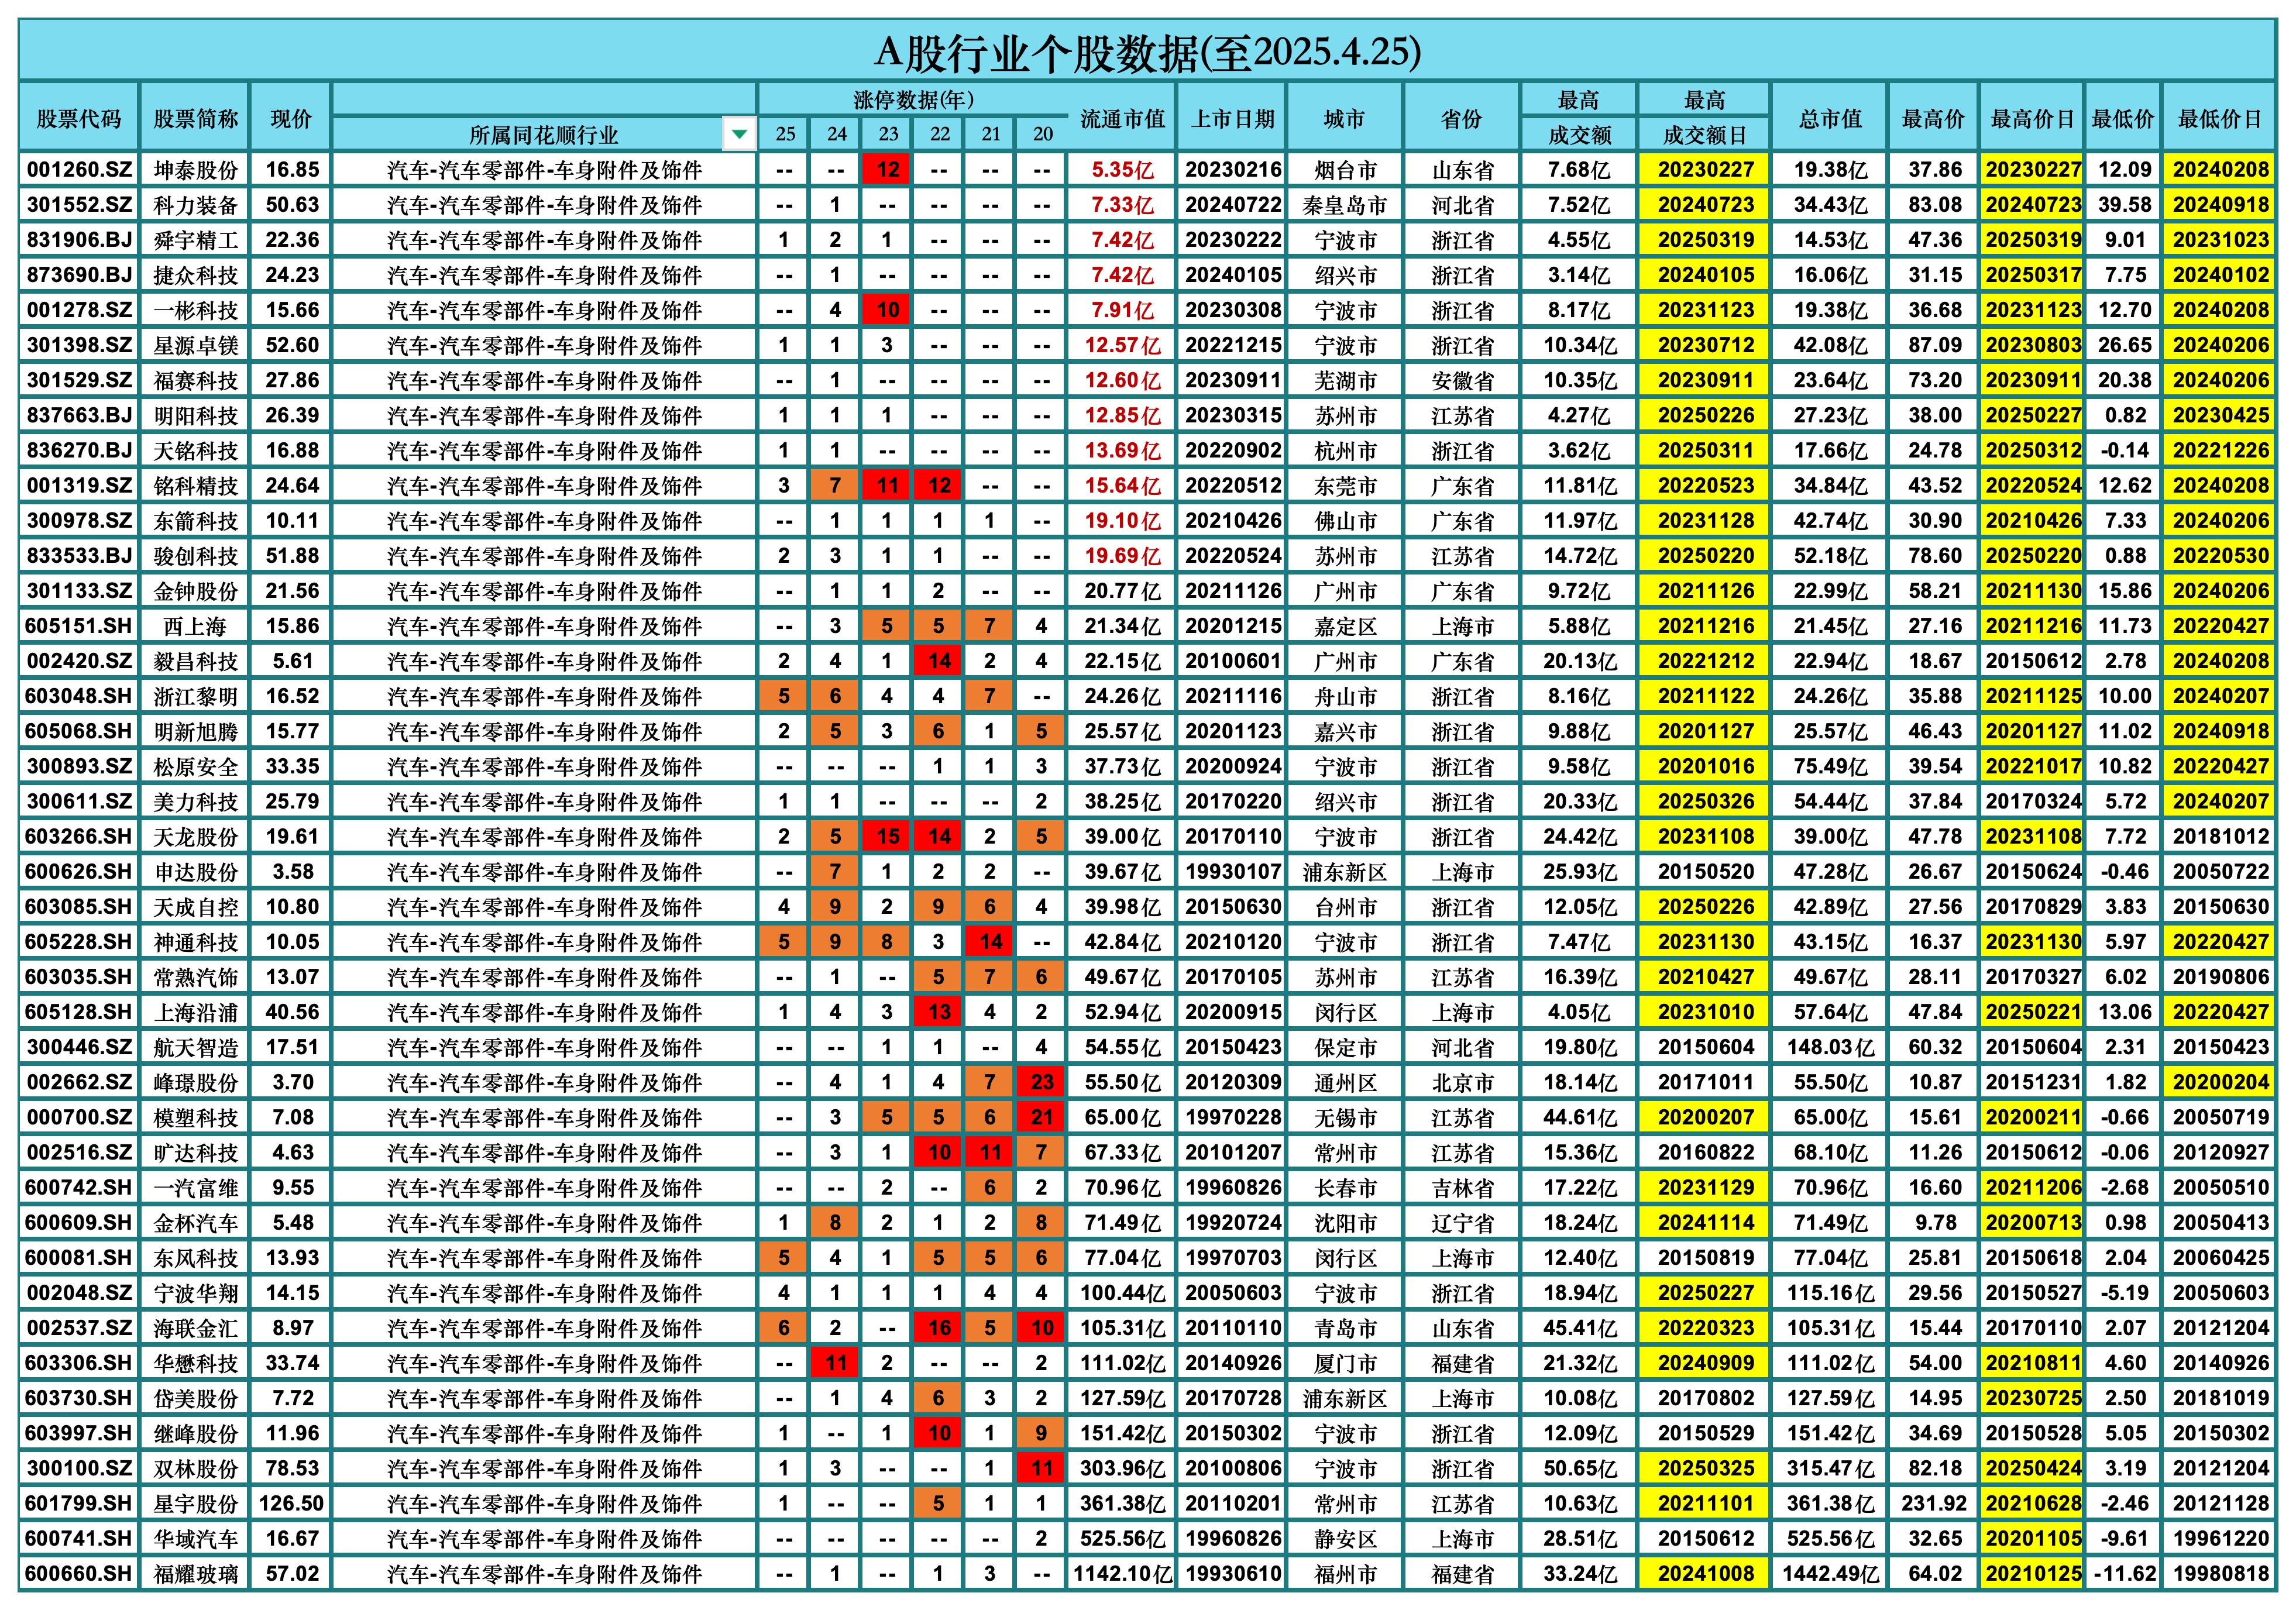 A股行业个股数据(至2025.4.25)
股票代码 股票简称 现价 所属同花顺行业 涨停数据(年) 流通市值 上市日期 城市 省份 最高 最高 总市值 最高价 最高价日 最低价 最低价日
25 24 23 22 21 20 成交额 成交额日
001260.SZ 坤泰股份 16.85 汽车-汽车零部件-车身附件及饰件 -- -- 12 -- -- -- 5.35亿 20230216 烟台市 山东省 7.68亿 20230227 19.38亿 37.86 20230227 12.09 20240208
301552.SZ 科力装备 50.63 汽车-汽车零部件-车身附件及饰件 -- 1 -- -- -- -- 7.33亿 20240722 秦皇岛市 河北省 7.52亿 20240723 34.43亿 83.08 20240723 39.58 20240918
831906.BJ 舜宇精工 22.36 汽车-汽车零部件-车身附件及饰件 1 2 1 -- -- -- 7.42亿 20230222 宁波市 浙江省 4.55亿 20250319 14.53亿 47.36 20250319 9.01 20231023
873690.BJ 捷众科技 24.23 汽车-汽车零部件-车身附件及饰件 -- 1 -- -- -- -- 7.42亿 20240105 绍兴市 浙江省 3.14亿 20240105 16.06亿 31.15 20250317 7.75 20240102
001278.SZ 一彬科技 15.66 汽车-汽车零部件-车身附件及饰件 -- 4 10 -- -- -- 7.91亿 20230308 宁波市 浙江省 8.17亿 20231123 19.38亿 36.68 20231123 12.70 20240208
301398.SZ 星源卓镁 52.60 汽车-汽车零部件-车身附件及饰件 1 1 3 -- -- -- 12.57亿 20221215 宁波市 浙江省 10.34亿 20230712 42.08亿 87.09 20230803 26.65 20240206
301529.SZ 福赛科技 27.86 汽车-汽车零部件-车身附件及饰件 -- 1 -- -- -- -- 12.60亿 20230911 芜湖市 安徽省 10.35亿 20230911 23.64亿 73.20 20230911 20.38 20240206
837663.BJ 明阳科技 26.39 汽车-汽车零部件-车身附件及饰件 1 1 1 -- -- -- 12.85亿 20230315 苏州市 江苏省 4.27亿 20250226 27.23亿 38.00 20250227 0.82 20230425
836270.BJ 天铭科技 16.88 汽车-汽车零部件-车身附件及饰件 1 1 -- -- -- -- 13.69亿 20220902 杭州市 浙江省 3.62亿 20250311 17.66亿 24.78 20250312 -0.14 20221226
001319.SZ 铭科精技 24.64 汽车-汽车零部件-车身附件及饰件 3 7 11 12 -- -- 15.64亿 20220512 东莞市 广东省 11.81亿 20220523 34.84亿 43.52 20220524 12.62 20240208
300978.SZ 东箭科技 10.11 汽车-汽车零部件-车身附件及饰件 -- 1 1 1 1 -- 19.10亿 20210426 佛山市 广东省 11.97亿 20231128 42.74亿 30.90 20210426 7.33 20240206
833533.BJ 骏创科技 51.88 汽车-汽车零部件-车身附件及饰件 2 3 1 1 -- -- 19.69亿 20220524 苏州市 江苏省 14.72亿 20250220 52.18亿 78.60 20250220 0.88 20220530
301133.SZ 金钟股份 21.56 汽车-汽车零部件-车身附件及饰件 -- 1 1 2 -- -- 20.77亿 20211126 广州市 广东省 9.72亿 20211126 22.99亿 58.21 20211130 15.86 20240206
605151.SH 西上海 15.86 汽车-汽车零部件-车身附件及饰件 -- 3 5 5 7 4 21.34亿 20201215 嘉定区 上海市 5.88亿 20211216 21.45亿 27.16 20211216 11.73 20220427
002420.SZ 毅昌科技 5.61 汽车-汽车零部件-车身附件及饰件 2 4 1 14 2 4 22.15亿 20100601 广州市 广东省 20.13亿 20221212 22.94亿 18.67 20150612 2.78 20240208
603048.SH 浙江黎明 16.52 汽车-汽车零部件-车身附件及饰件 5 6 4 4 7 -- 24.26亿 20211116 舟山市 浙江省 8.16亿 20211122 24.26亿 35.88 20211125 10.00 20240207
605068.SH 明新旭腾 15.77 汽车-汽车零部件-车身附件及饰件 2 5 3 6 1 5 25.57亿 20201123 嘉兴市 浙江省 9.88亿 20201127 25.57亿 46.43 20201127 11.02 20240918
300893.SZ 松原安全 33.35 汽车-汽车零部件-车身附件及饰件 -- -- -- 1 1 3 37.73亿 20200924 宁波市 浙江省 9.58亿 20201016 75.49亿 39.54 20221017 10.82 20220427
300611.SZ 美力科技 25.79 汽车-汽车零部件-车身附件及饰件 1 1 -- -- -- 2 38.25亿 20170220 绍兴市 浙江省 20.33亿 20250326 54.44亿 37.84 20170324 5.72 20240207
603266.SH 天龙股份 19.61 汽车-汽车零部件-车身附件及饰件 2 5 15 14 2 5 39.00亿 20170110 宁波市 浙江省 24.42亿 20231108 39.00亿 47.78 20231108 7.72 20181012
600626.SH 申达股份 3.58 汽车-汽车零部件-车身附件及饰件 -- 7 1 2 2 -- 39.67亿 19930107 浦东新区 上海市 25.93亿 20150520 47.28亿 26.67 20150624 -0.46 20050722
603085.SH 天成自控 10.80 汽车-汽车零部件-车身附件及饰件 4 9 2 9 6 4 39.98亿 20150630 台州市 浙江省 12.05亿 20250226 42.89亿 27.56 20170829 3.83 20150630
605228.SH 神通科技 10.05 汽车-汽车零部件-车身附件及饰件 5 9 8 3 14 -- 42.84亿 20210120 宁波市 浙江省 7.47亿 20231130 43.15亿 16.37 20231130 5.97 20220427
603035.SH 常熟汽饰 13.07 汽车-汽车零部件-车身附件及饰件 -- 1 -- 5 7 6 49.67亿 20170105 苏州市 江苏省 16.39亿 20210427 49.67亿 28.11 20170327 6.02 20190806
605128.SH 上海沿浦 40.56 汽车-汽车零部件-车身附件及饰件 1 4 3 13 4 2 52.94亿 20200915 闵行区 上海市 4.05亿 20231010 57.64亿 47.84 20250221 13.06 20220427
300446.SZ 航天智造 17.51 汽车-汽车零部件-车身附件及饰件 -- -- 1 1 -- 4 54.55亿 20150423 保定市 河北省 19.80亿 20150604 148.03亿 60.32 20150604 2.31 20150423
002662.SZ 峰璟股份 3.70 汽车-汽车零部件-车身附件及饰件 -- 4 1 4 7 23 55.50亿 20120309 通州区 北京市 18.14亿 20171011 55.50亿 10.87 20151231 1.82 20200204
000700.SZ 模塑科技 7.08 汽车-汽车零部件-车身附件及饰件 -- 3 5 5 6 21 65.00亿 19970228 无锡市 江苏省 44.61亿 20200207 65.00亿 15.61 20200211 -0.66 20050719
002516.SZ 旷达科技 4.63 汽车-汽车零部件-车身附件及饰件 -- 3 1 10 11 7 67.33亿 20101207 常州市 江苏省 15.36亿 20160822 68.10亿 11.26 20150612 -0.06 20120927
600742.SH 一汽富维 9.55 汽车-汽车零部件-车身附件及饰件 -- -- 2 -- 6 2 70.96亿 19960826 长春市 吉林省 17.22亿 20231129 70.96亿 16.60 20211206 -2.68 20050510
600609.SH 金杯汽车 5.48 汽车-汽车零部件-车身附件及饰件 1 8 2 1 2 8 71.49亿 19920724 沈阳市 辽宁省 18.24亿 20241114 71.49亿 9.78 20200713 0.98 20050413
600081.SH 东风科技 13.93 汽车-汽车零部件-车身附件及饰件 5 4 1 5 5 6 77.04亿 19970703 闵行区 上海市 12.40亿 20150819 77.04亿 25.81 20150618 2.04 20060425
002048.SZ 宁波华翔 14.15 汽车-汽车零部件-车身附件及饰件 4 1 1 1 4 4 100.44亿 20050603 宁波市 浙江省 18.94亿 20250227 115.16亿 29.56 20150527 -5.19 20050603
002537.SZ 海联金汇 8.97 汽车-汽车零部件-车身附件及饰件 6 2 -- 16 5 10 105.31亿 20110110 青岛市 山东省 45.41亿 20220323 105.31亿 15.44 20170110 2.07 20121204
603306.SH 华懋科技 33.74 汽车-汽车零部件-车身附件及饰件 -- 11 2 -- -- 2 111.02亿 20140926 厦门市 福建省 21.32亿 20240909 111.02亿 54.00 20210811 4.60 20140926
603730.SH 岱美股份 7.72 汽车-汽车零部件-车身附件及饰件 -- 1 4 6 3 2 127.59亿 20170728 浦东新区 上海市 10.08亿 20170802 127.59亿 14.95 20230725 2.50 20181019
603997.SH 继峰股份 11.96 汽车-汽车零部件-车身附件及饰件 1 -- 1 10 1 9 151.42亿 20150302 宁波市 浙江省 12.09亿 20150529 151.42亿 34.69 20150528 5.05 20150302
300100.SZ 双林股份 78.53 汽车-汽车零部件-车身附件及饰件 1 3 -- -- 1 11 303.96亿 20100806 宁波市 浙江省 50.65亿 20250325 315.47亿 82.18 20250424 3.19 20121204
601799.SH 星宇股份 126.50 汽车-汽车零部件-车身附件及饰件 1 -- -- 5 1 1 361.38亿 20110201 常州市 江苏省 10.63亿 20211101 361.38亿 231.92 20210628 -2.46 20121128
600741.SH 华域汽车 16.67 汽车-汽车零部件-车身附件及饰件 -- -- -- -- -- 2 525.56亿 19960826 静安区 上海市 28.51亿 20150612 525.56亿 32.65 20201105 -9.61 19961220
600660.SH 福耀玻璃 57.02 汽车-汽车零部件-车身附件及饰件 -- 1 -- 1 3 -- 1142.10亿 19930610 福州市 福建省 33.24亿 20241008 1442.49亿 64.02 20210125 -11.62 19980818